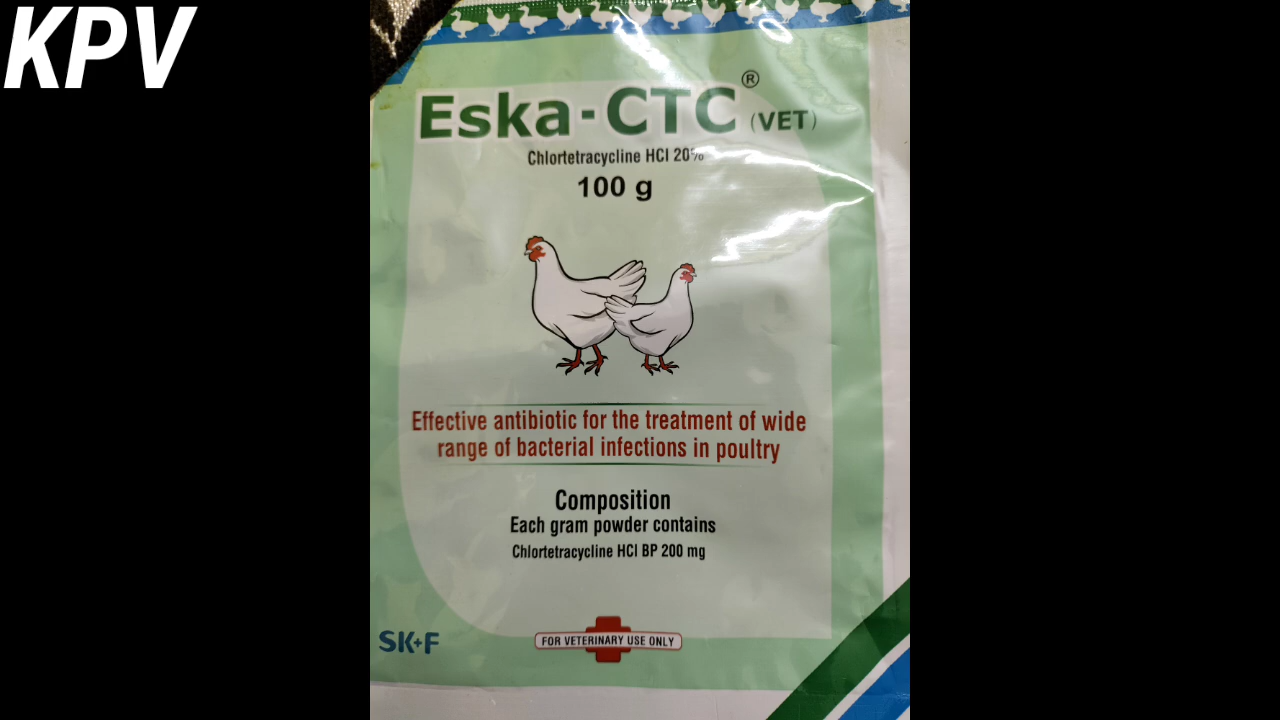 KPV
Eska-CTC® (VET)
Chlortetracycline HCl 20%
100 g
Effective antibiotic for the treatment of wide
range of bacterial infections in poultry
Composition
Each gram powder contains
Chlortetracycline HCl BP 200 mg
SK+F
FOR VETERINARY USE ONLY